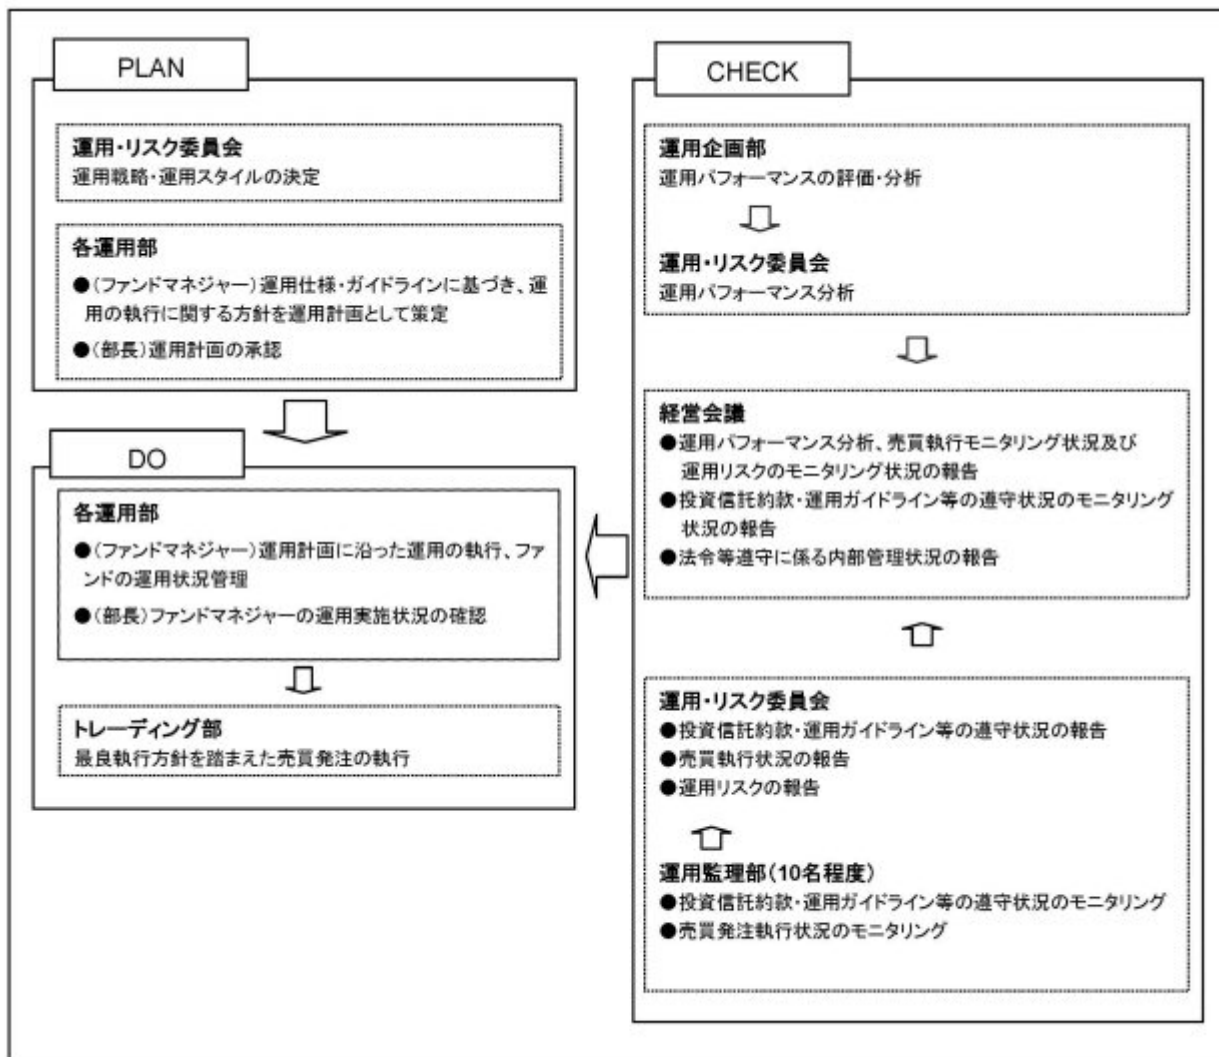 PLAN
運用・リスク委員会
運用戦略・運用スタイルの決定
各運用部
●(ファンドマネジャー)運用仕様・ガイドラインに基づき、運
用の執行に関する方針を運用計画として策定
●(部長)運用計画の承認
DO
各運用部
●(ファンドマネジャー)運用計画に沿った運用の執行、ファ
ンドの運用状況管理
●(部長)ファンドマネジャーの運用実施状況の確認
トレーディング部
最良執行方針を踏まえた売買発注の執行
CHECK
運用企画部
運用パフォーマンスの評価・分析
運用・リスク委員会
運用パフォーマンス分析
経営会議
●運用パフォーマンス分析、売買執行モニタリング状況及び
運用リスクのモニタリング状況の報告
●投資信託約款・運用ガイドライン等の遵守状況のモニタリング
状況の報告
●法令等遵守に係る内部管理状況の報告
運用・リスク委員会
●投資信託約款・運用ガイドライン等の遵守状況の報告
●売買執行状況の報告
●運用リスクの報告
運用監理部(10名程度)
●投資信託約款・運用ガイドライン等の遵守状況のモニタリング
●売買発注執行状況のモニタリング